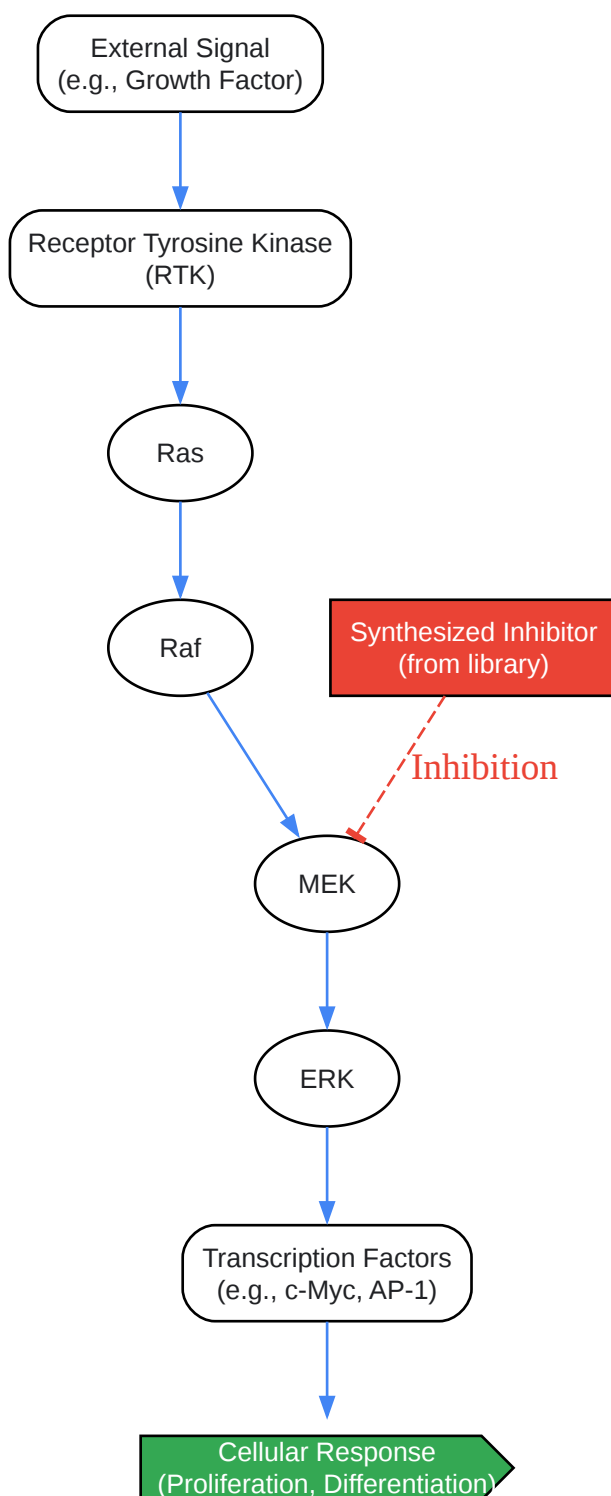 External Signal
(e.g., Growth Factor)
Receptor Tyrosine Kinase
(RTK)
Ras
Raf
Synthesized Inhibitor
(from library)
Inhibition
MEK
ERK
Transcription Factors
(e.g., c-Myc, AP-1)
Cellular Response
(Proliferation, Differentiation)